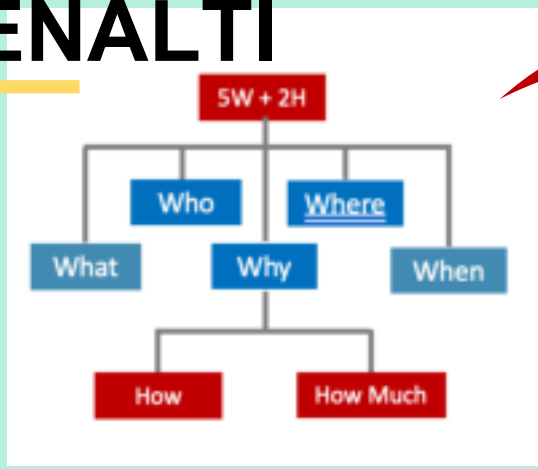 ENALTI
5W + 2H
Who
Where
What
Why
When
How
How Much